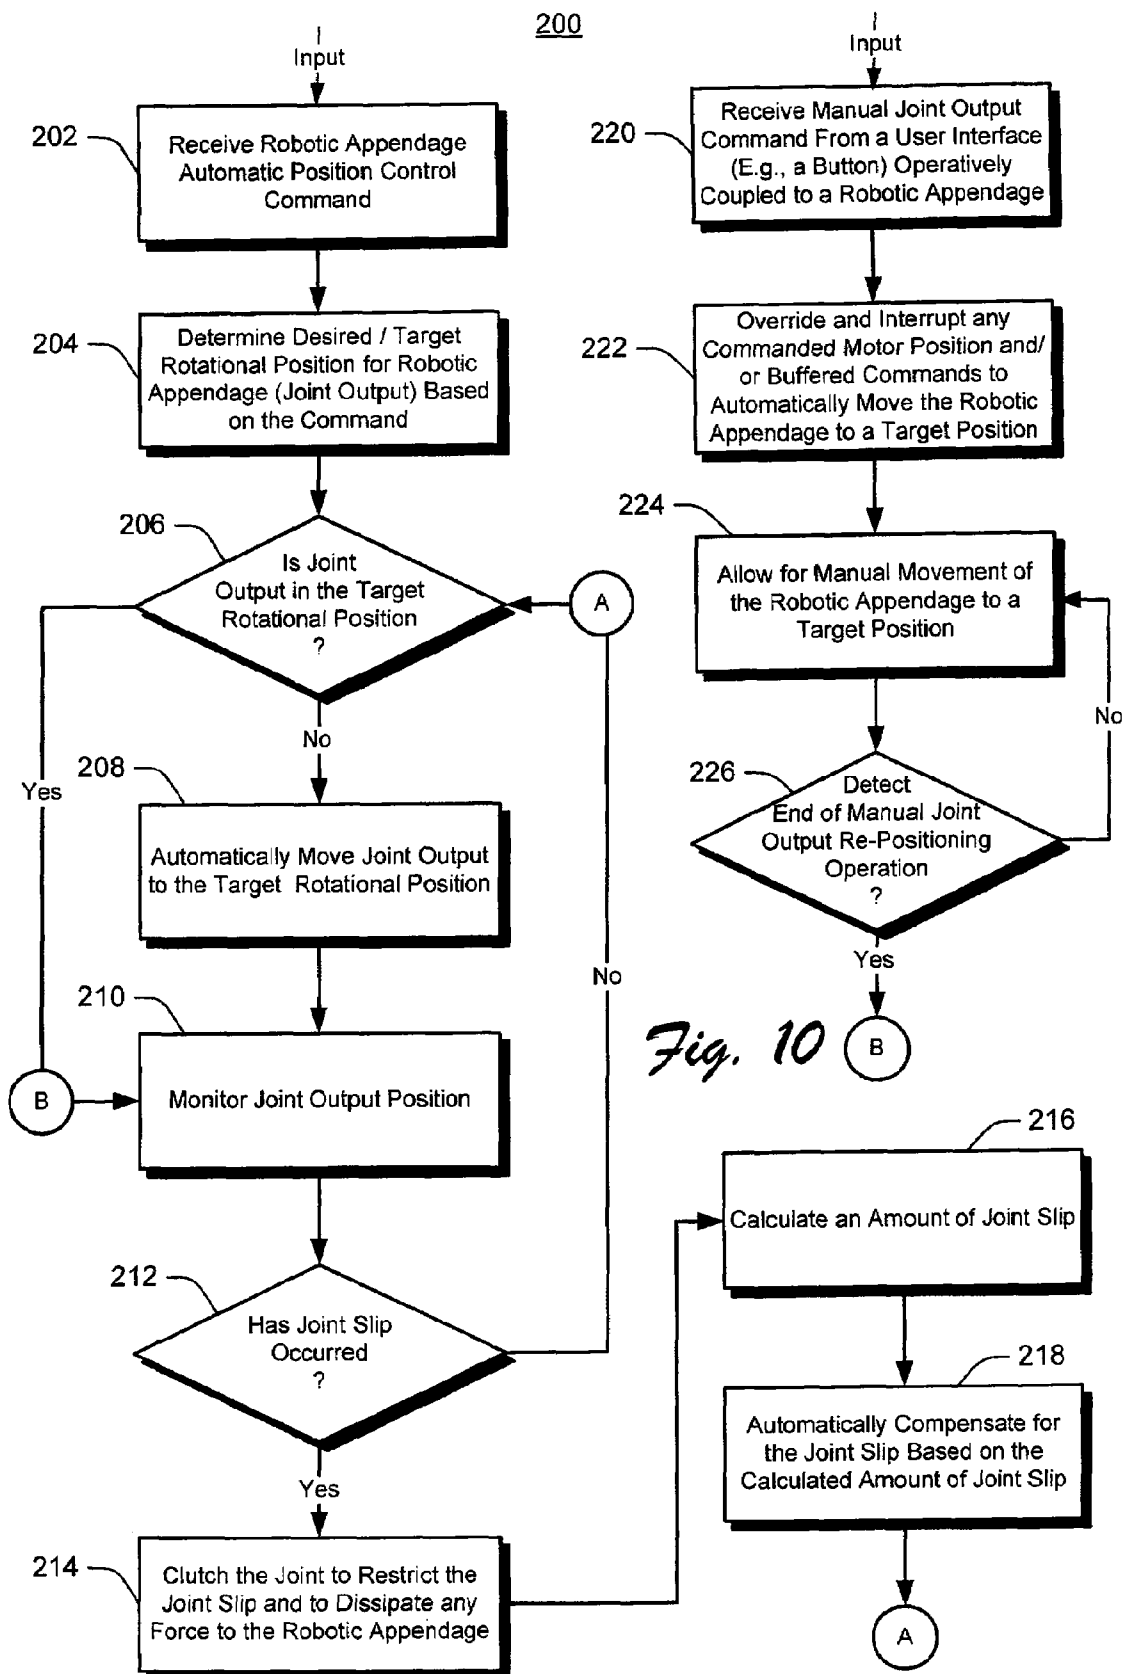 200
Input
202
Receive Robotic Appendage
Automatic Position Control
Command
204
Determine Desired / Target
Rotational Position for Robotic
Appendage (Joint Output) Based
on the Command
206
Is Joint
Output in the Target
Rotational Position
?
A
Yes
No
208
Automatically Move Joint Output
to the Target Rotational Position
210
B
Monitor Joint Output Position
No
212
Has Joint Slip
Occurred
?
Yes
214
Clutch the Joint to Restrict the
Joint Slip and to Dissipate any
Force to the Robotic Appendage
Input
220
Receive Manual Joint Output
Command From a User Interface
(E.g., a Button) Operatively
Coupled to a Robotic Appendage
222
Override and Interrupt any
Commanded Motor Position and/
or Buffered Commands to
Automatically Move the Robotic
Appendage to a Target Position
224
Allow for Manual Movement of
the Robotic Appendage to a
Target Position
No
226
Detect
End of Manual Joint
Output Re-Positioning
Operation
?
Yes
B
Fig. 10
216
Calculate an Amount of Joint Slip
218
Automatically Compensate for
the Joint Slip Based on the
Calculated Amount of Joint Slip
A